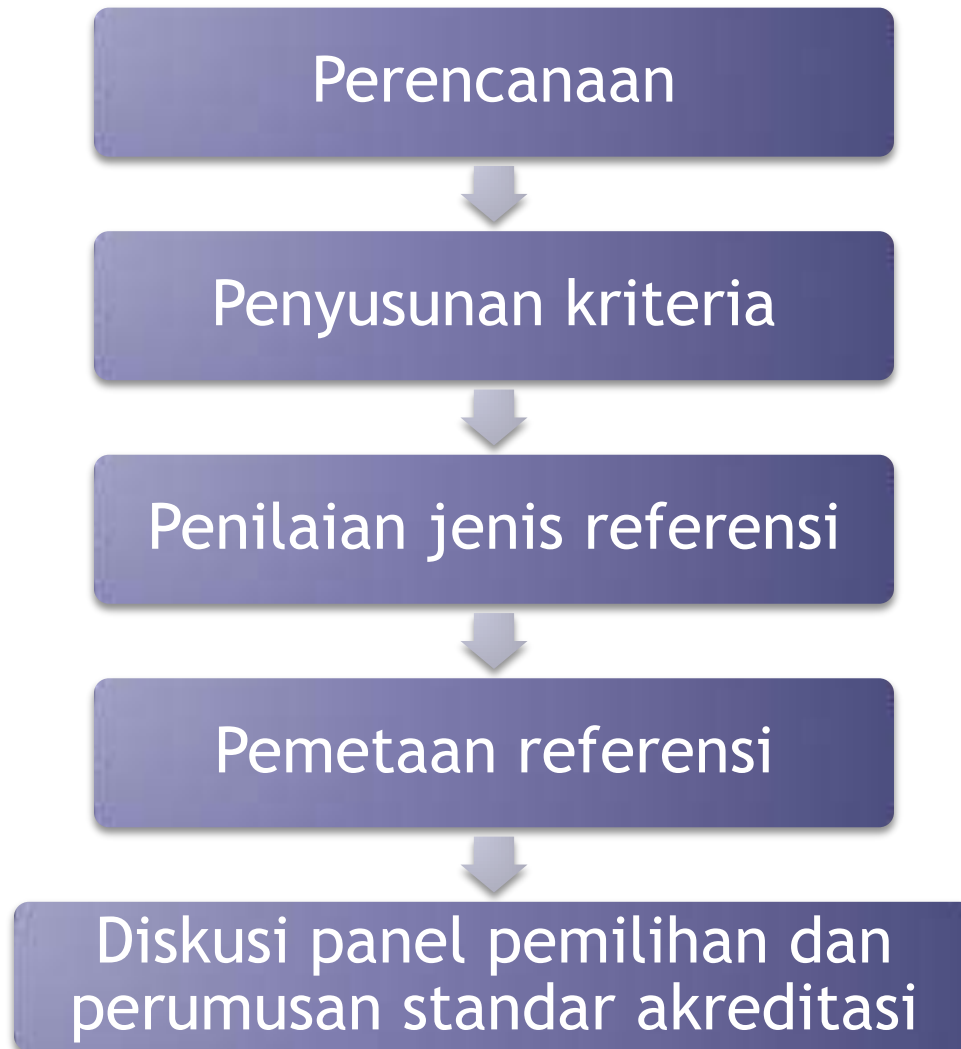 Perencanaan
Penyusunan kriteria
Penilaian jenis referensi
Pemetaan referensi
Diskusi panel pemilihan dan
perumusan standar akreditasi